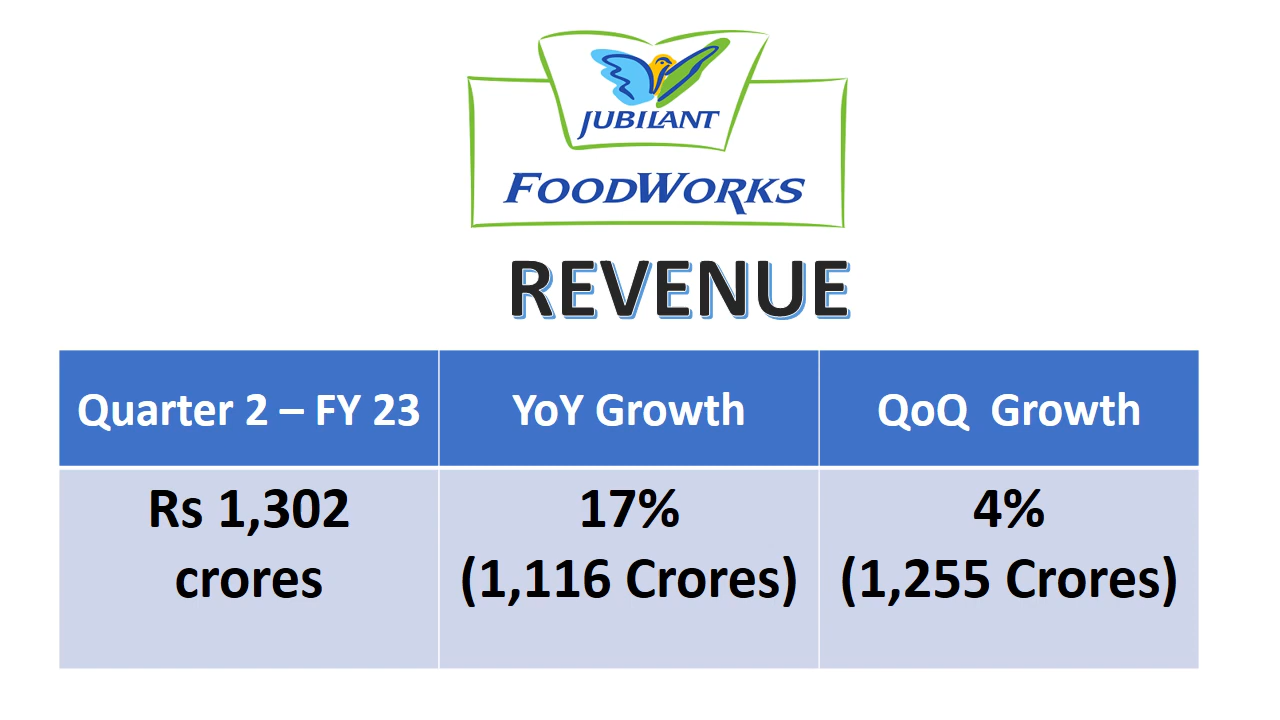 JUBILANT
FOODWORKS
REVENUE
Quarter 2 – FY 23
YoY Growth
QoQ Growth
Rs 1,302
crores
17%
(1,116 Crores)
4%
(1,255 Crores)